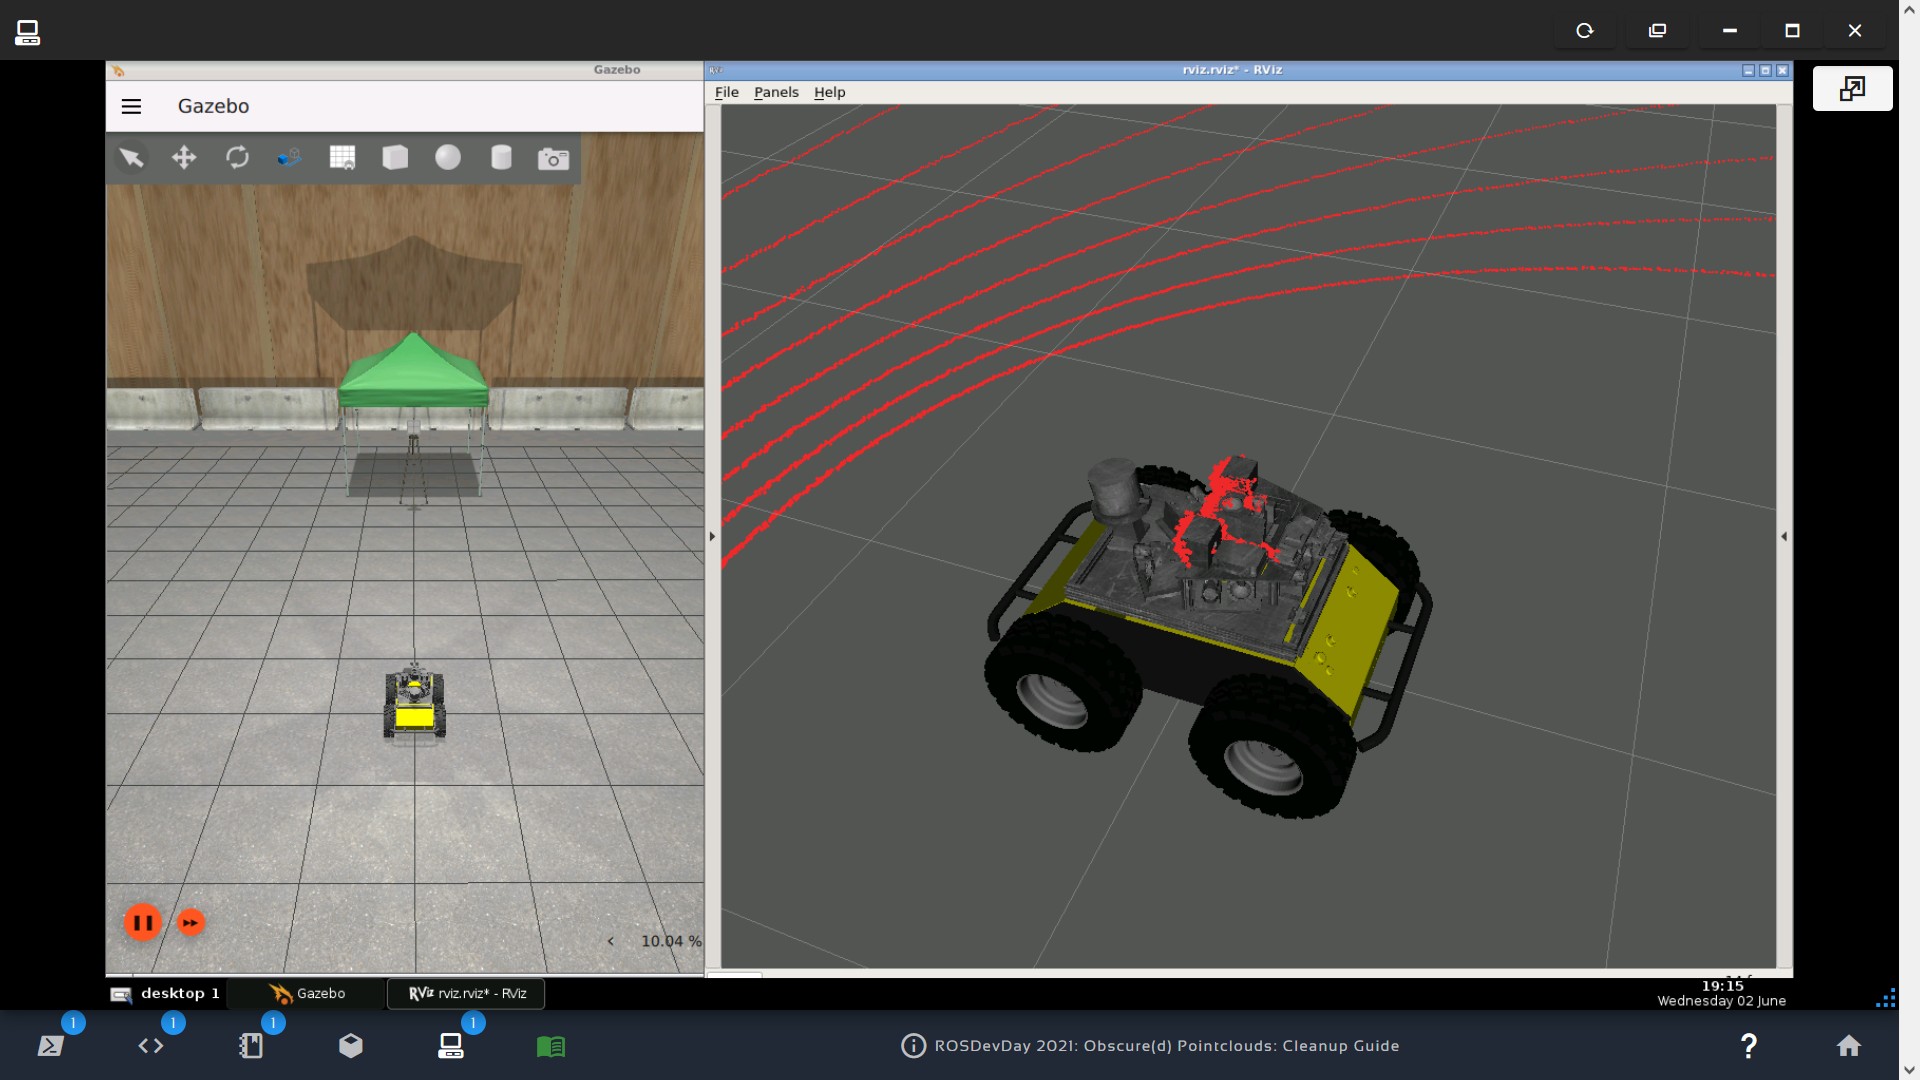 Gazebo
rviz.rviz* - RViz
Gazebo
File Panels Help
10.04 %
desktop 1
Gazebo
RViz rviz.rviz* - RViz
19:15
Wednesday 02 June
1
1
1
1
ROSDevDay 2021: Obscure(d) Pointclouds: Cleanup Guide
?